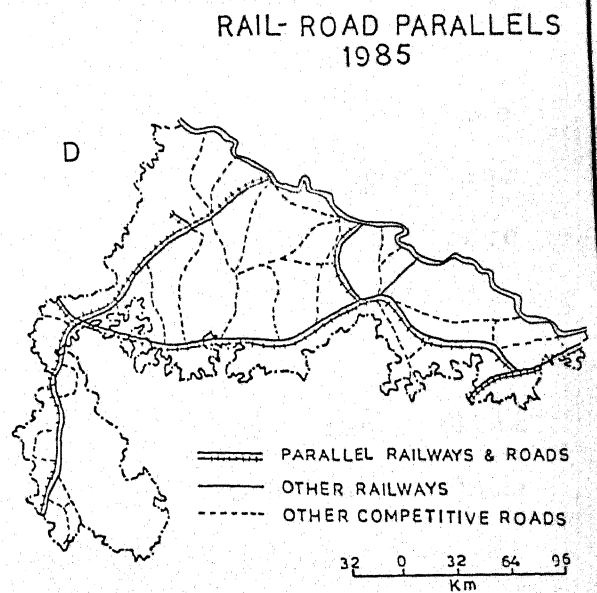 RAIL- ROAD PARALLELS
1985
D
PARALLEL RAILWAYS & ROADS
OTHER RAILWAYS
OTHER COMPETITIVE ROADS
32 0 32 64 96
Km